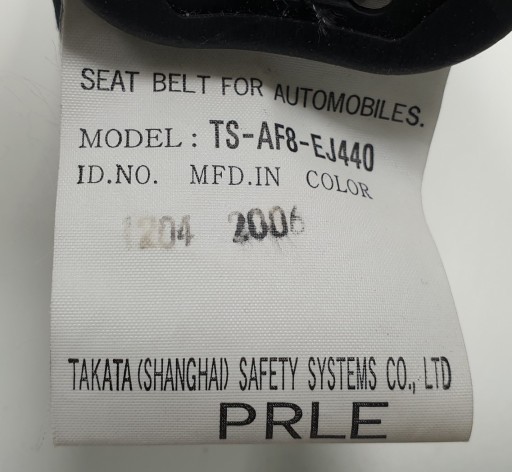 SEAT BELT FOR AUTOMOBILES.
MODEL : TS-AF8-EJ440
ID.NO. MFD.IN COLOR
1204 2006
TAKATA (SHANGHAI) SAFETY SYSTEMS CO., LTD
PRLE